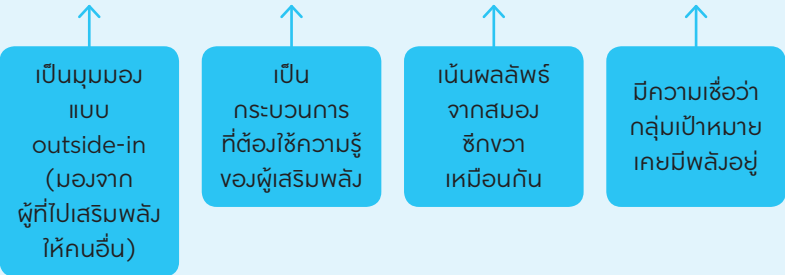 เป็นมุมมอง
แบบ
outside-in
(มองจาก
ผู้ที่ไปเสริมพลัง
ให้คนอื่น)
เป็น
กระบวนการ
ที่ต้องใช้ความรู้
ของผู้เสริมพลัง
เน้นผลลัพธ์
จากสมอง
ซีกขวา
เหมือนกัน
มีความเชื่อว่า
กลุ่มเป้าหมาย
เคยมีพลังอยู่